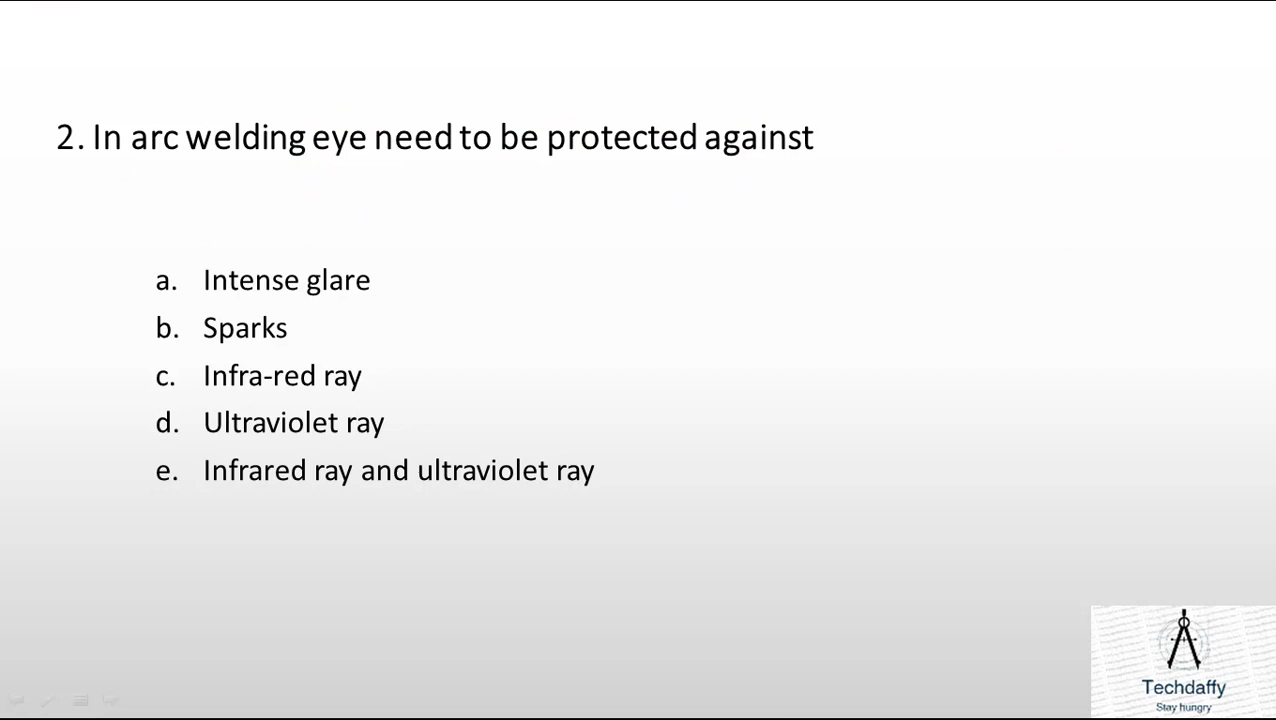 2. In arc welding eye need to be protected against
a. Intense glare
b. Sparks
c. Infra-red ray
d. Ultraviolet ray
e. Infrared ray and ultraviolet ray
Techdaffy
Stay hungry